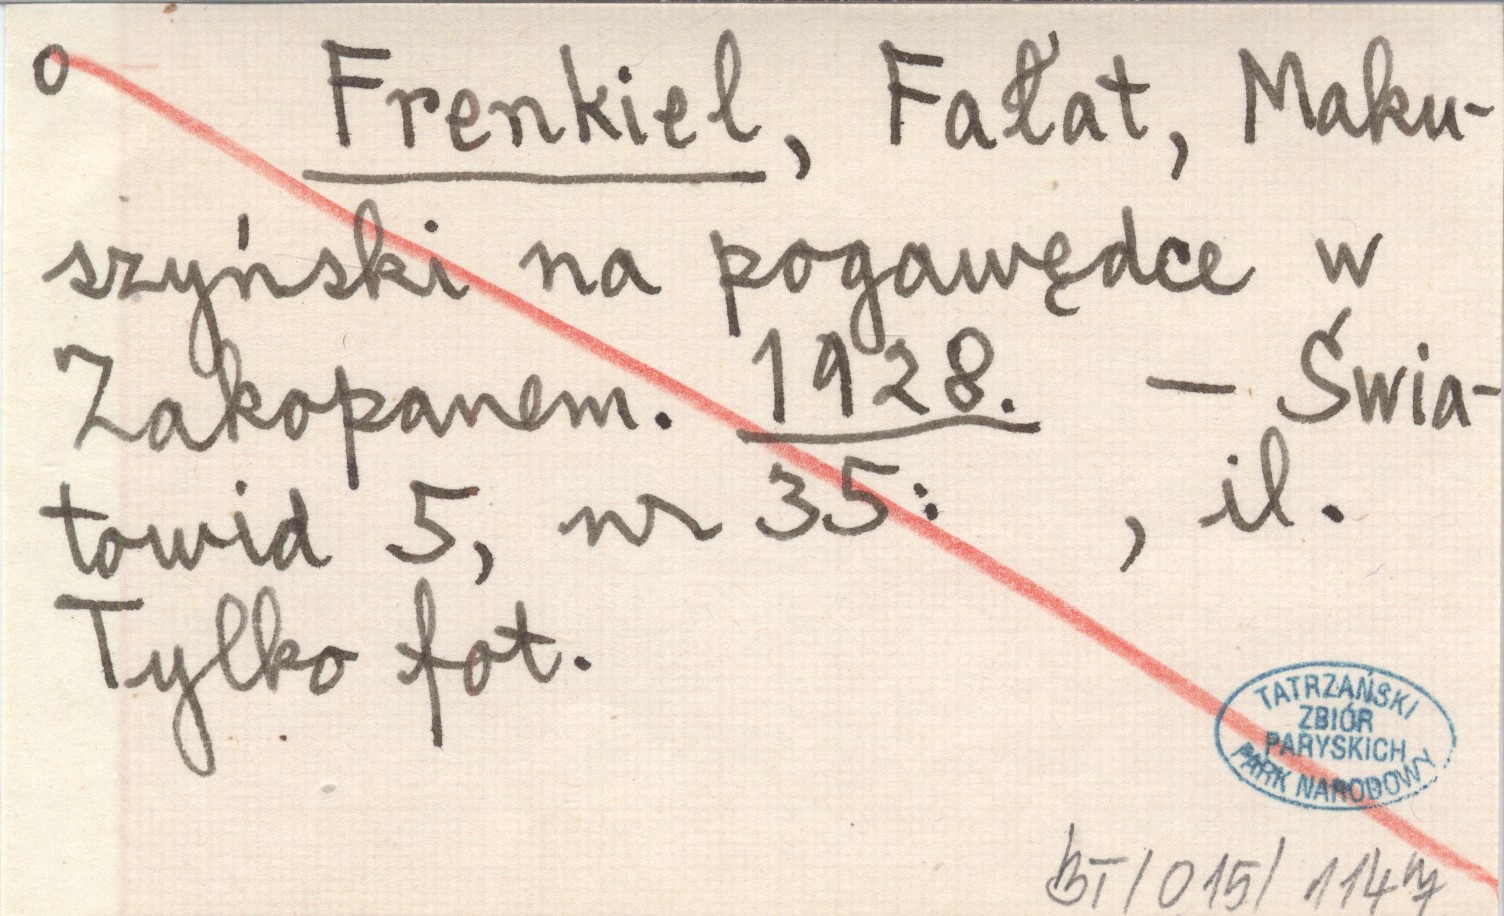 o Frenkiel, Fałat, Maku-
szyński na pogawędce w
Zakopanem. 1928. — Świa-
towid 5, nr 35: , il.
Tylko fot.
TATRZAŃSKI
ZBIÓR
PARYSKICH
PARK NARODOWY
BT/015/